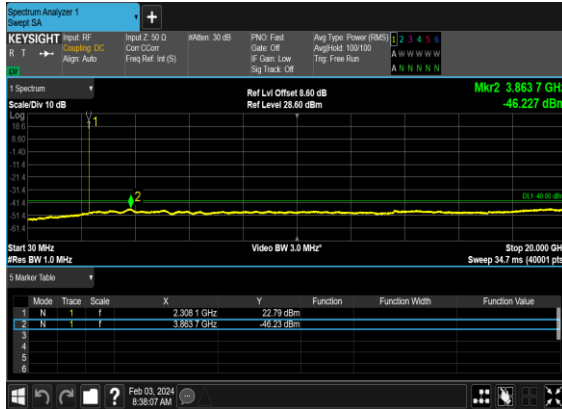 Spectrum Analyzer 1
Swept SA
+
KEYSIGHT
R T
LU
Input: RF
Coupling: DC
Align: Auto
Input Z: 50 Ω
Corr CCorr
Freq Ref: Int (S)
#Atten: 30 dB
PNO: Fast
Gate: Off
IF Gain: Low
Sig Track: Off
Avg Type: Power (RMS)
Avg|Hold: 100/100
Trig: Free Run
1 2 3 4 5 6
A W W W W W
A N N N N N
1 Spectrum
Scale/Div 10 dB
Ref Lvl Offset 8.60 dB
Ref Level 28.60 dBm
Mkr2 3.863 7 GHz
-46.227 dBm
Log
18.6
8.60
-1.40
-11.4
-21.4
-31.4
-41.4
-51.4
-61.4
1
2
DL1 -40.00 dBm
Start 30 MHz
#Res BW 1.0 MHz
Video BW 3.0 MHz*
Stop 20.000 GHz
Sweep 34.7 ms (40001 pts)
5 Marker Table
Mode Trace Scale X Y Function Function Width Function Value
1 N 1 f 2.308 1 GHz 22.79 dBm
2 N 1 f 3.863 7 GHz -46.23 dBm
3
4
5
6
?
Feb 03, 2024
8:38:07 AM